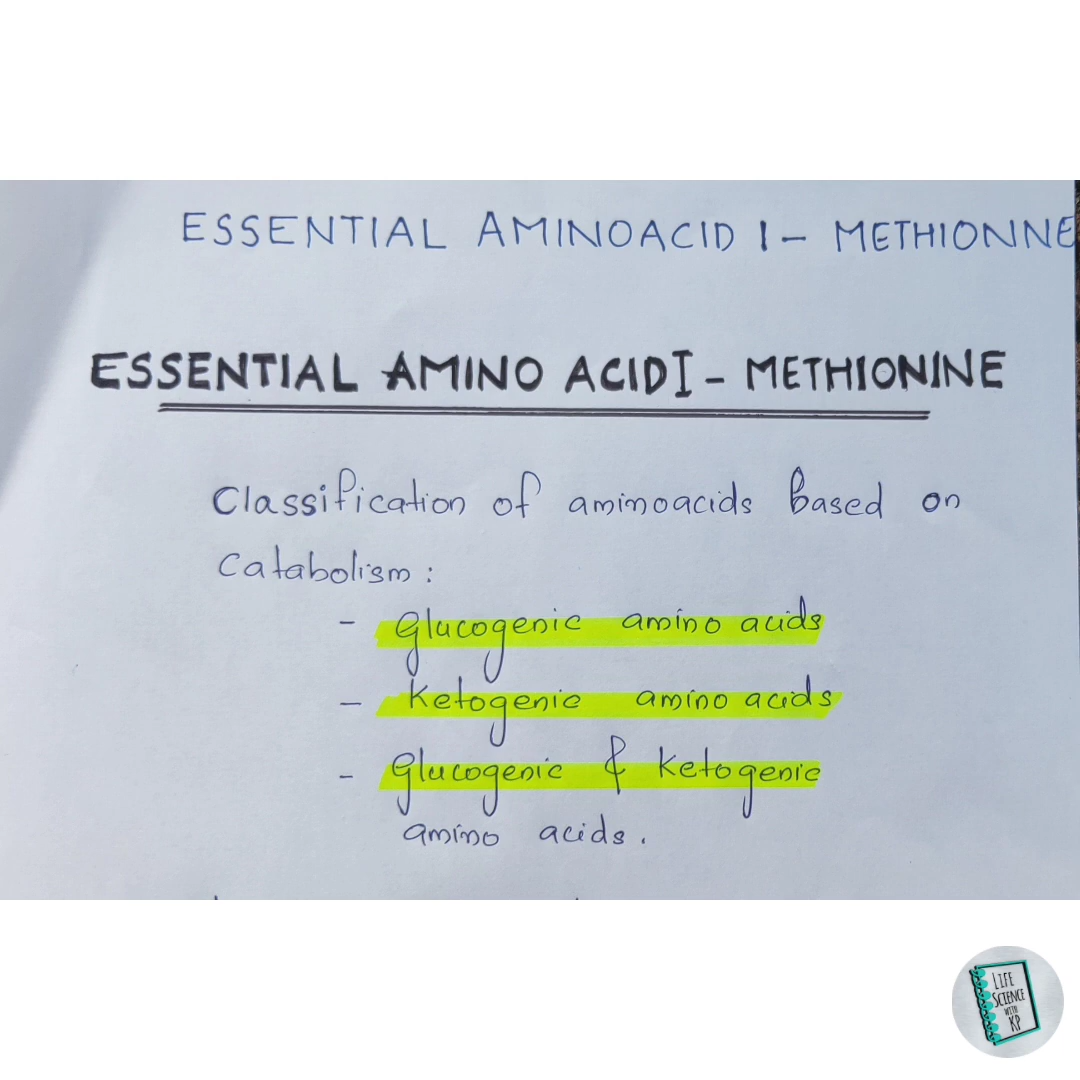 ESSENTIAL AMINOACID I - METHIONNE
ESSENTIAL AMINO ACID I - METHIONINE
Classification of aminoacids Based on
Catabolism :
- glucogenic amino acids
- Ketogenic amino acids
- glucogenic & Ketogenic
amino acids.
LIFE
SCIENCE
WITH
KP